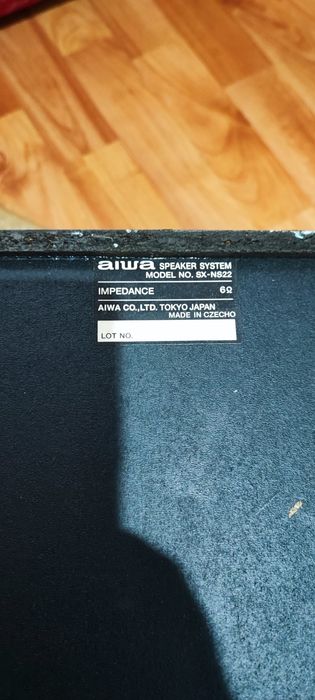 aiwa SPEAKER SYSTEM
MODEL NO. SX-NS22
IMPEDANCE 6Ω
AIWA CO.,LTD. TOKYO JAPAN
MADE IN CZECHO
LOT NO.